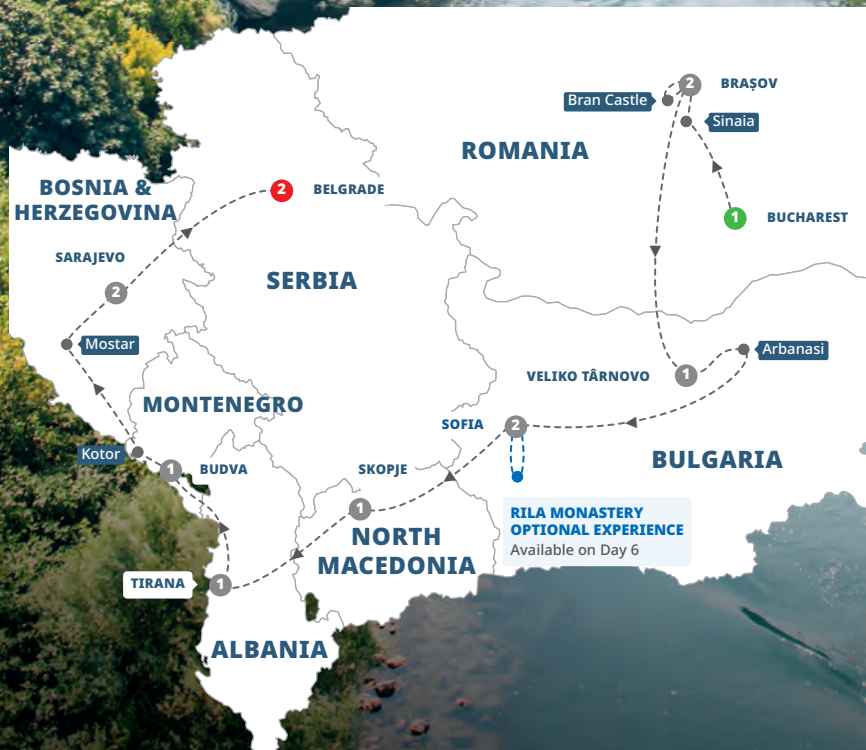 2
BRAȘOV
Bran Castle
Sinaia
ROMANIA
BOSNIA &
HERZEGOVINA
2
BELGRADE
1
BUCHAREST
SARAJEVO
SERBIA
2
Mostar
Arbanasi
VELIKO TÂRNOVO
1
MONTENEGRO
SOFIA
2
Kotor
1
BUDVA
SKOPJE
BULGARIA
1
RILA MONASTERY
OPTIONAL EXPERIENCE
Available on Day 6
NORTH
MACEDONIA
TIRANA
1
ALBANIA